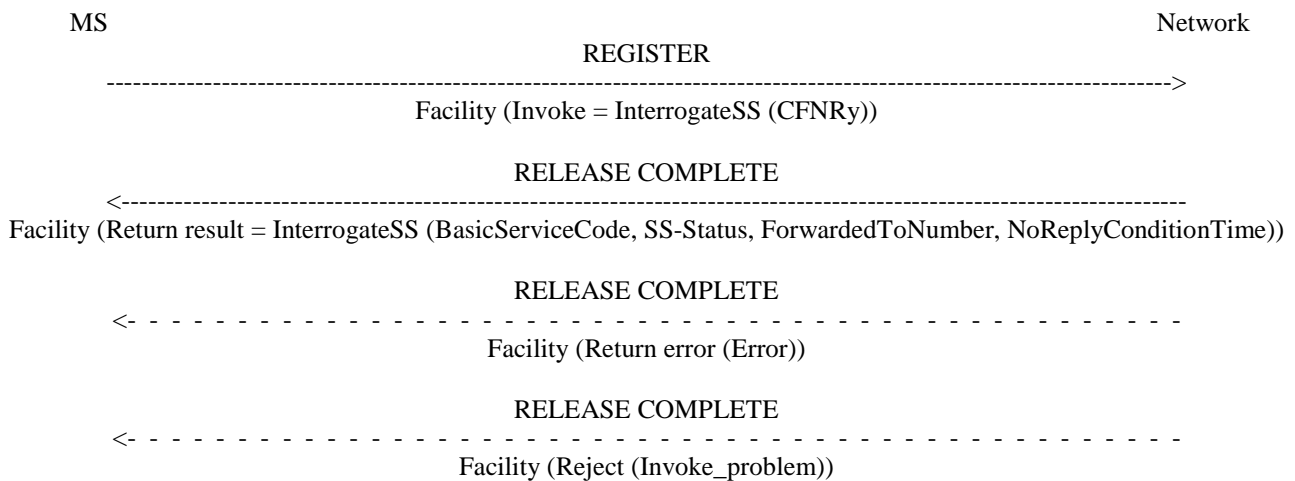 MS Network
REGISTER
------------------------------------------------------------------------------------------------------------------------>
Facility (Invoke = InterrogateSS (CFNRy))
RELEASE COMPLETE
<------------------------------------------------------------------------------------------------------------------------
Facility (Return result = InterrogateSS (BasicServiceCode, SS-Status, ForwardedToNumber, NoReplyConditionTime))
RELEASE COMPLETE
<- - - - - - - - - - - - - - - - - - - - - - - - - - - - - - - - - - - - - - - - - - - - - - - -
Facility (Return error (Error))
RELEASE COMPLETE
<- - - - - - - - - - - - - - - - - - - - - - - - - - - - - - - - - - - - - - - - - - - - - - - -
Facility (Reject (Invoke_problem))